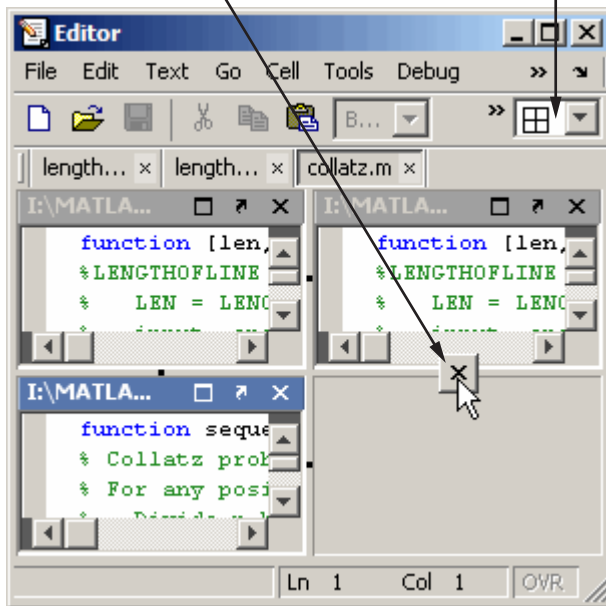 Editor
File Edit Text Go Cell Tools Debug »
B... »
length... × length... × collatz.m ×
I:\MATLA... I:\MATLA...
function [len, function [len,
%LENGTHOFLINE %LENGTHOFLINE
% LEN = LENG % LEN = LENG
I:\MATLA...
function seque
% Collatz prob
% For any posi
% Divide n b
Ln 1 Col 1 OVR